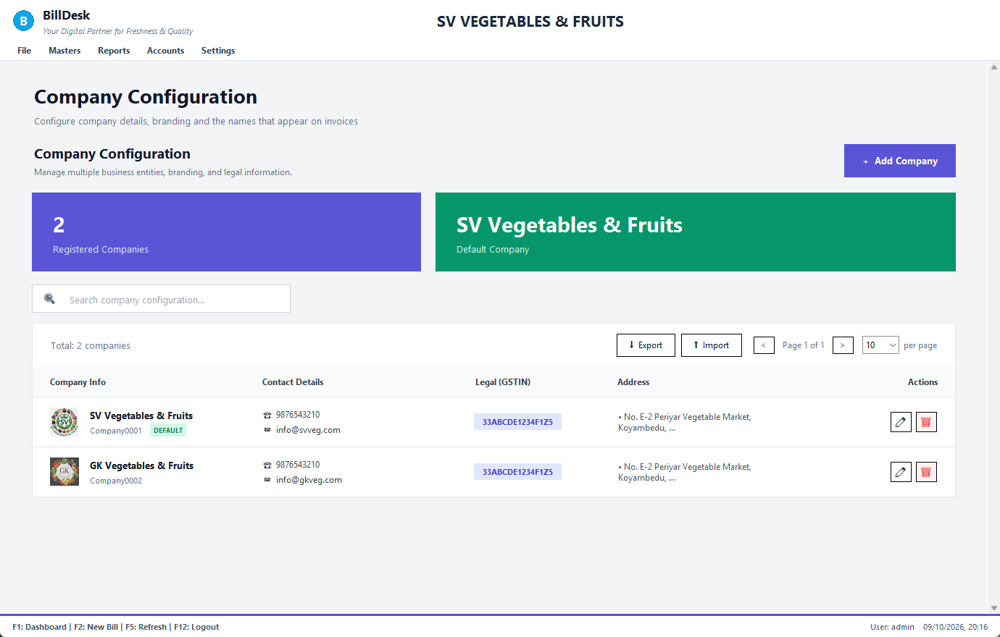 B
BillDesk
Your Digital Partner for Freshness & Quality
SV VEGETABLES & FRUITS
File Masters Reports Accounts Settings
Company Configuration
Configure company details, branding and the names that appear on invoices
Company Configuration
Manage multiple business entities, branding, and legal information.
+ Add Company
2
Registered Companies
SV Vegetables & Fruits
Default Company
Search company configuration...
Total: 2 companies
⬇ Export ⬆ Import < Page 1 of 1 > 10 per page
Company Info Contact Details Legal (GSTIN) Address Actions
SV Vegetables & Fruits
Company0001 DEFAULT
☎ 9876543210
✉ info@svveg.com
33ABCDE1234F1Z5
• No. E-2 Periyar Vegetable Market,
Koyambedu, ...
GK Vegetables & Fruits
Company0002
☎ 9876543210
✉ info@gkveg.com
33ABCDE1234F1Z5
• No. E-2 Periyar Vegetable Market,
Koyambedu, ...
F1: Dashboard | F2: New Bill | F5: Refresh | F12: Logout
User: admin 09/10/2026, 20:16